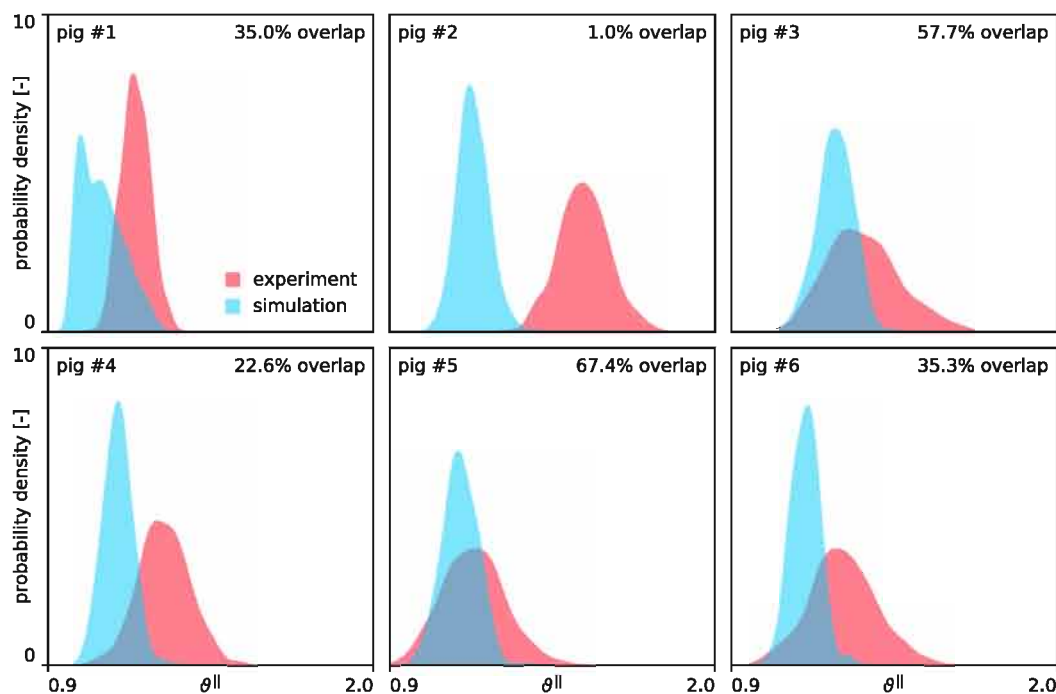 10
pig #1 35.0% overlap
pig #2 1.0% overlap
pig #3 57.7% overlap
probability density [-]
experiment
simulation
0
10
pig #4 22.6% overlap
pig #5 67.4% overlap
pig #6 35.3% overlap
probability density [-]
0
0.9 ϑ|| 2.0
0.9 ϑ|| 2.0
0.9 ϑ|| 2.0